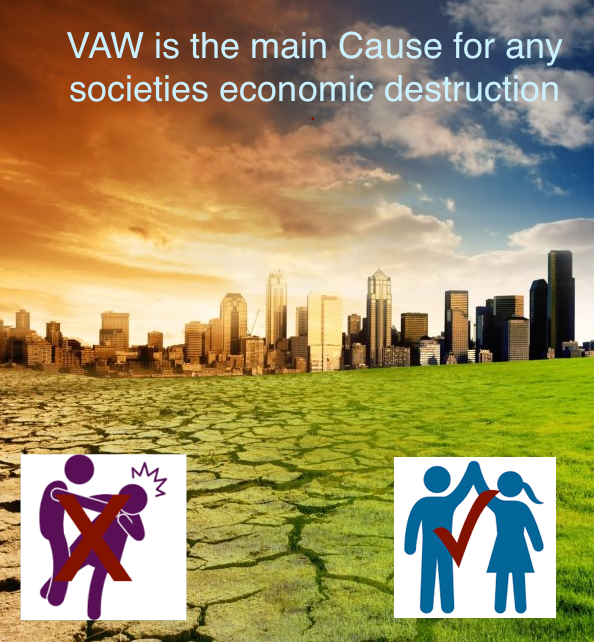 VAW is the main Cause for any
societies economic destruction